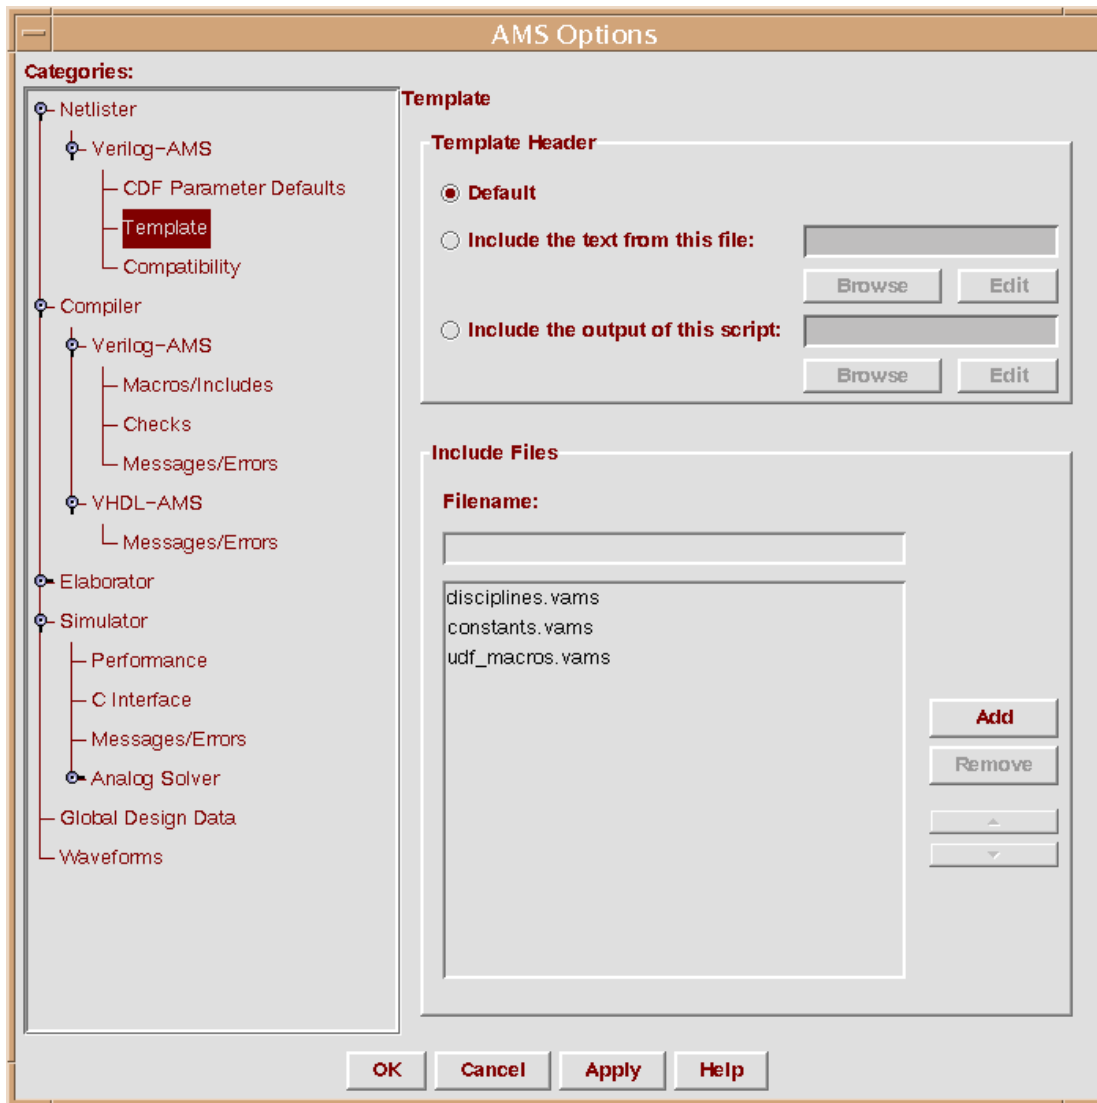 AMS Options
Categories:
Netlister
Verilog-AMS
CDF Parameter Defaults
Template
Compatibility
Compiler
Verilog-AMS
Macros/Includes
Checks
Messages/Errors
VHDL-AMS
Messages/Errors
Elaborator
Simulator
Performance
C Interface
Messages/Errors
Analog Solver
Global Design Data
Waveforms
Template
Template Header
Default
Include the text from this file:
Browse Edit
Include the output of this script:
Browse Edit
Include Files
Filename:
disciplines.vams
constants.vams
udf_macros.vams
Add
Remove
OK Cancel Apply Help